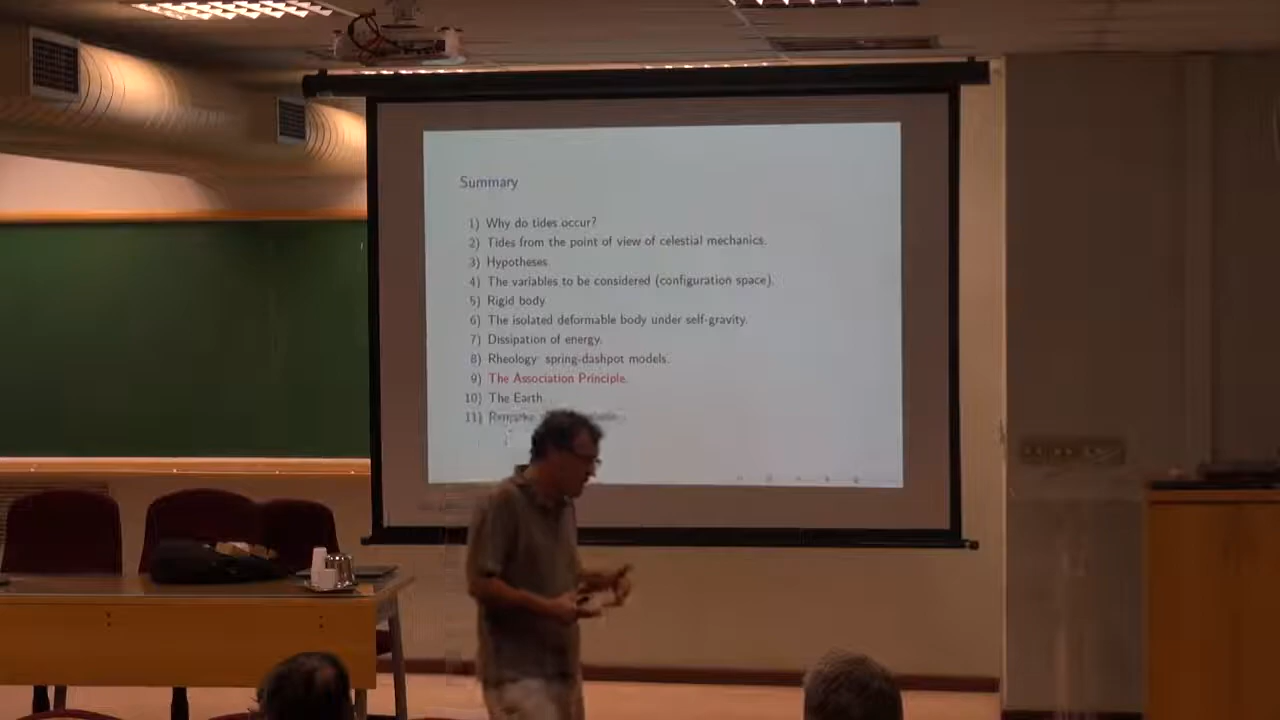 Summary
1) Why do tides occur?
2) Tides from the point of view of celestial mechanics.
3) Hypotheses.
4) The variables to be considered (configuration space).
5) Rigid body
6) The isolated deformable body under self-gravity.
7) Dissipation of energy.
8) Rheology: spring-dashpot models.
9) The Association Principle.
10) The Earth
11) Remarks